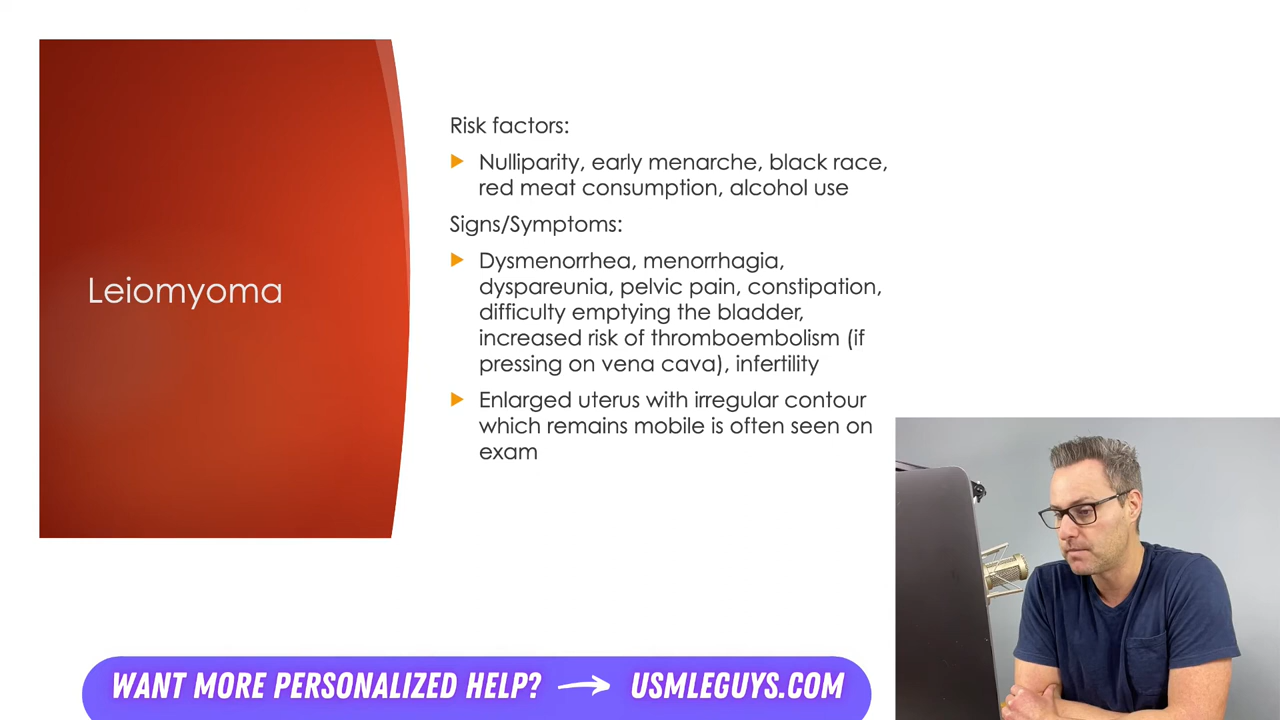 Leiomyoma
Risk factors:
Nulliparity, early menarche, black race,
red meat consumption, alcohol use
Signs/Symptoms:
Dysmenorrhea, menorrhagia,
dyspareunia, pelvic pain, constipation,
difficulty emptying the bladder,
increased risk of thromboembolism (if
pressing on vena cava), infertility
Enlarged uterus with irregular contour
which remains mobile is often seen on
exam
WANT MORE PERSONALIZED HELP? → USMLEGUYS.COM